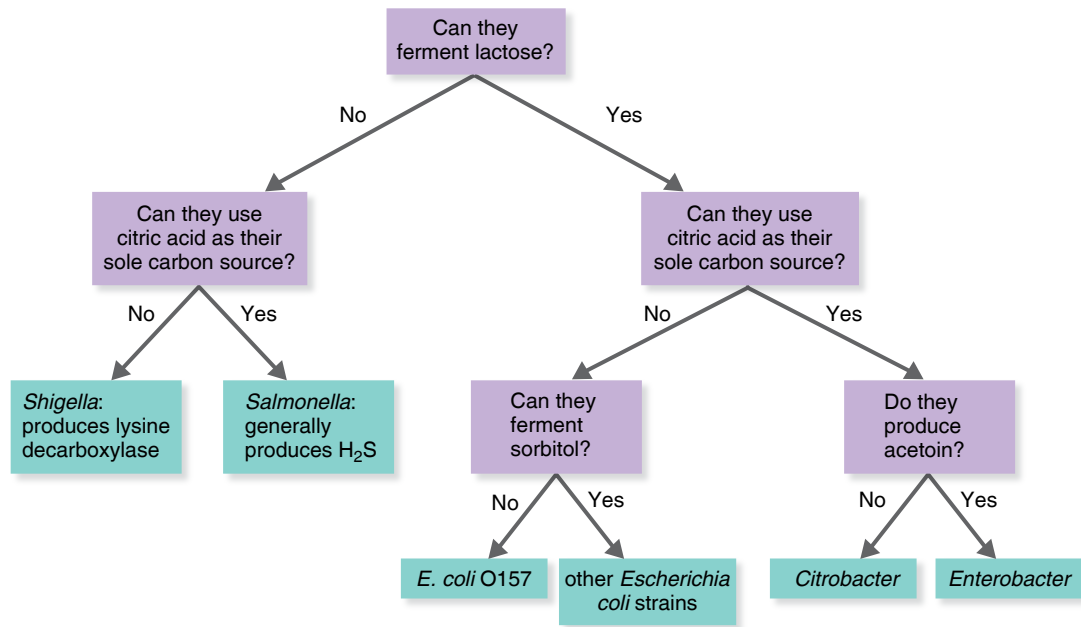 Can they
ferment lactose?
No
Yes
Can they use
citric acid as their
sole carbon source?
Can they use
citric acid as their
sole carbon source?
No
Yes
No
Yes
Shigella:
produces lysine
decarboxylase
Salmonella:
generally
produces H₂S
Can they
ferment
sorbitol?
Do they
produce
acetoin?
No
Yes
No
Yes
E. coli O157
other Escherichia
coli strains
Citrobacter
Enterobacter